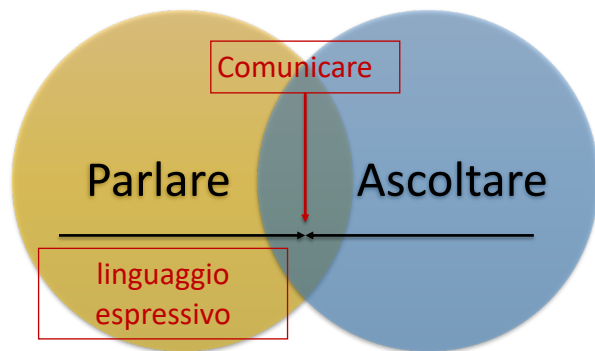 Comunicare
Parlare
Ascoltare
linguaggio
espressivo